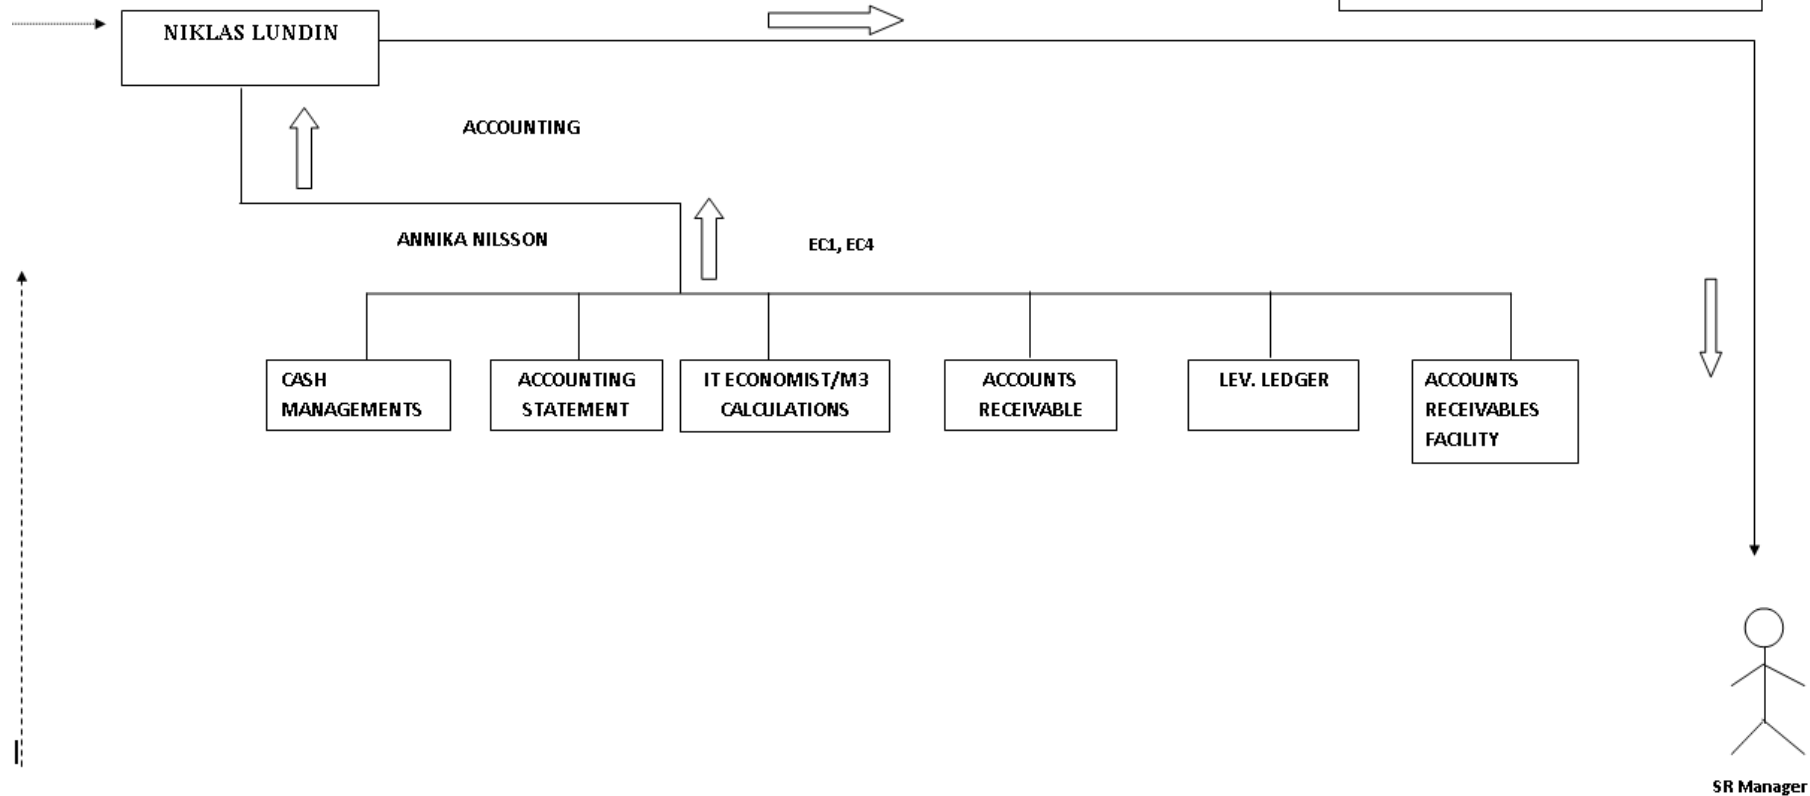 NIKLAS LUNDIN
ACCOUNTING
ANNIKA NILSSON
EC1, EC4
CASH
MANAGEMENTS
ACCOUNTING
STATEMENT
IT ECONOMIST/M3
CALCULATIONS
ACCOUNTS
RECEIVABLE
LEV. LEDGER
ACCOUNTS
RECEIVABLES
FACILITY
SR Manager